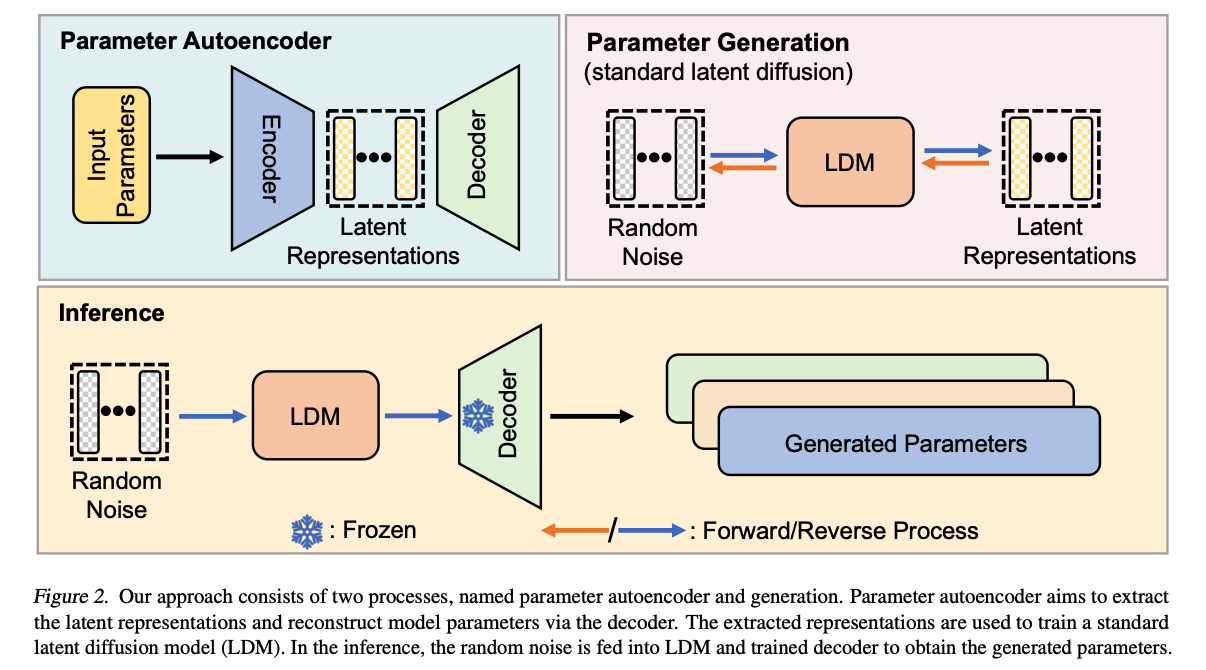 Parameter Autoencoder
Input
Parameters
Encoder
Latent
Representations
Decoder
Parameter Generation
(standard latent diffusion)
Random
Noise
LDM
Latent
Representations
Inference
Random
Noise
LDM
Decoder
Generated Parameters
: Frozen
/ : Forward/Reverse Process
Figure 2. Our approach consists of two processes, named parameter autoencoder and generation. Parameter autoencoder aims to extract
the latent representations and reconstruct model parameters via the decoder. The extracted representations are used to train a standard
latent diffusion model (LDM). In the inference, the random noise is fed into LDM and trained decoder to obtain the generated parameters.